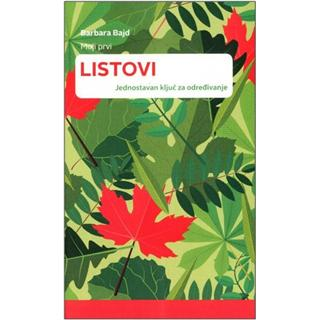 Barbara Bajd
Moji prvi
LISTOVI
Jednostavan ključ za određivanje